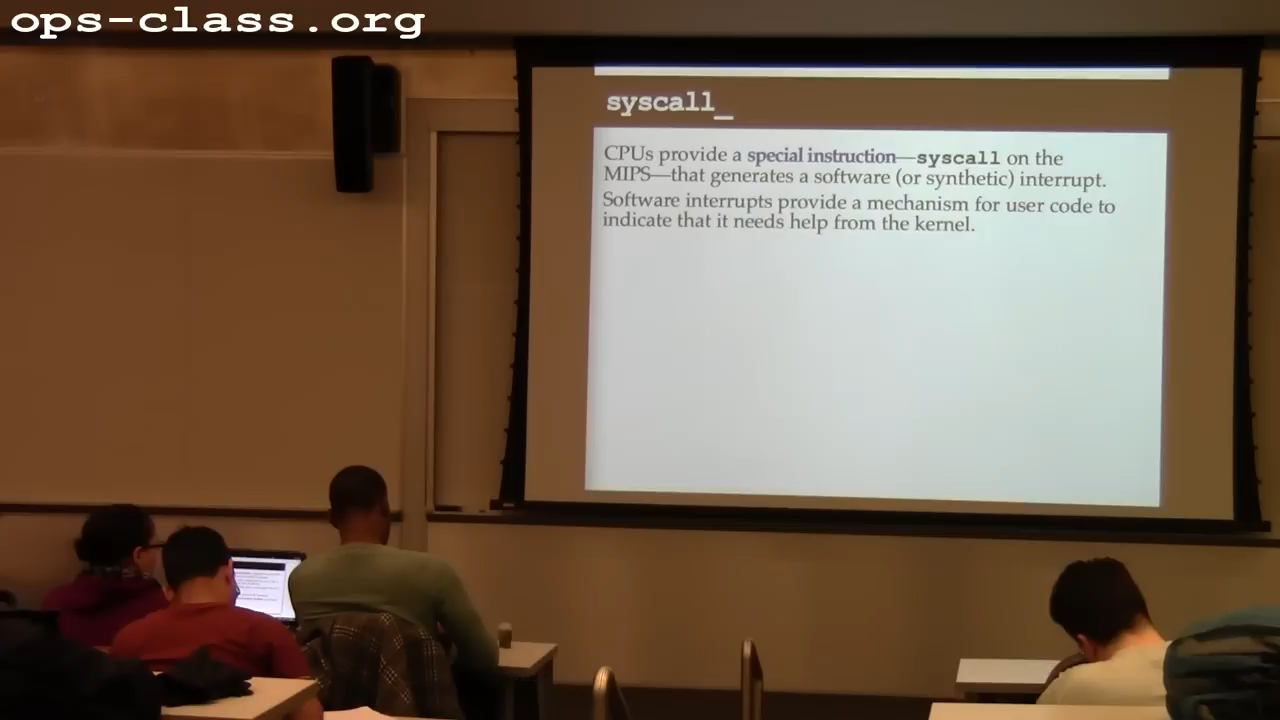 ops-class.org
syscall_
CPUs provide a special instruction—syscall on the
MIPS—that generates a software (or synthetic) interrupt.
Software interrupts provide a mechanism for user code to
indicate that it needs help from the kernel.